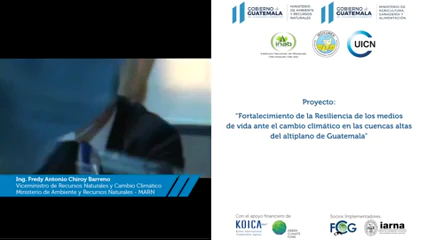 GOBIERNO de
GUATEMALA
MINISTERIO
DE AMBIENTE
Y RECURSOS
NATURALES
GOBIERNO de
GUATEMALA
MINISTERIO DE
AGRICULTURA,
GANADERÍA Y
ALIMENTACIÓN
inab
UICN
Proyecto:
"Fortalecimiento de la Resiliencia de los medios
de vida ante el cambio climático en las cuencas altas
del altiplano de Guatemala"
Ing. Fredy Antonio Chiroy Barreno
Viceministro de Recursos Naturales y Cambio Climático
Ministerio de Ambiente y Recursos Naturales - MARN
Con el apoyo financiero de
Socios Implementadores
KOICA
GREEN
CLIMATE
FUND
FCG
iarna